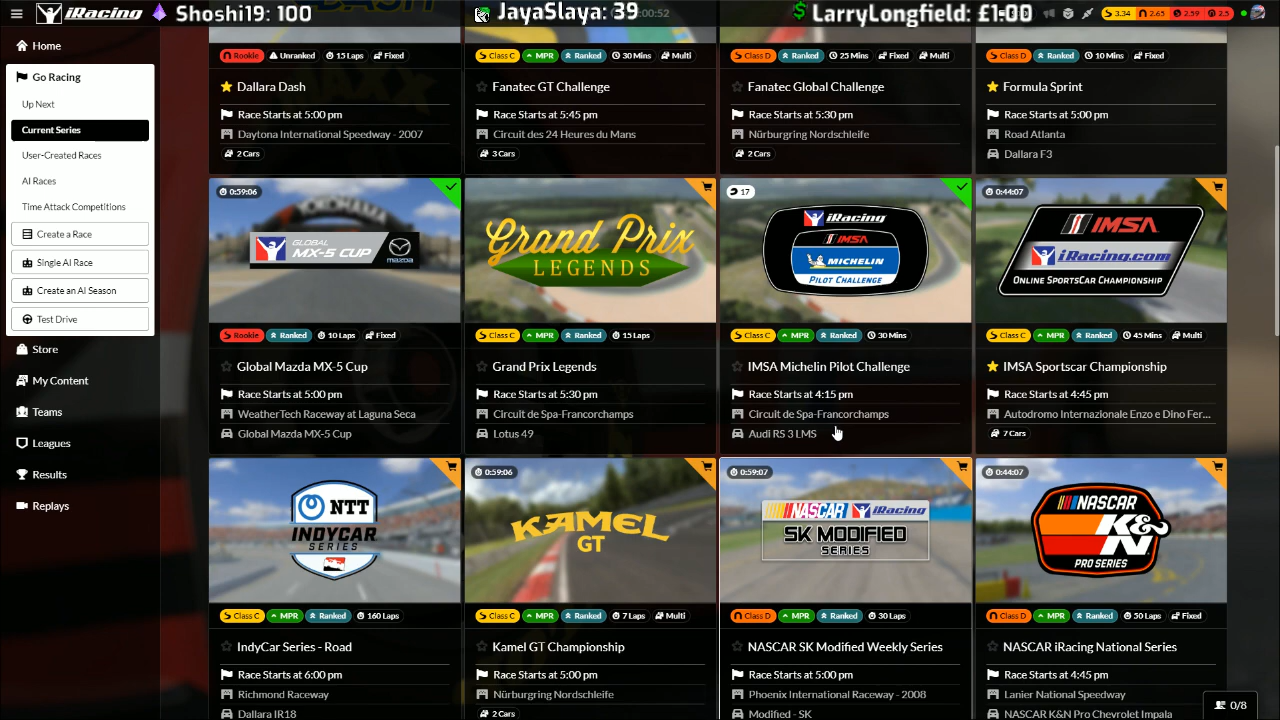 iRacing
Shoshi19: 100
JayaSlaya: 39
:00:52
LarryLongfield: £1.00
3.34
2.65
2.59
2.5
Home
Go Racing
Up Next
Current Series
User-Created Races
AI Races
Time Attack Competitions
Create a Race
Single AI Race
Create an AI Season
Test Drive
Store
My Content
Teams
Leagues
Results
Replays
DASH
Rookie Unranked 15 Laps Fixed
Dallara Dash
Race Starts at 5:00 pm
Daytona International Speedway - 2007
2 Cars
Class C MPR Ranked 30 Mins Multi
Fanatec GT Challenge
Race Starts at 5:45 pm
Circuit des 24 Heures du Mans
3 Cars
Class D Ranked 25 Mins Fixed Multi
Fanatec Global Challenge
Race Starts at 5:30 pm
Nürburgring Nordschleife
2 Cars
Class D Ranked 10 Mins Fixed
Formula Sprint
Race Starts at 5:00 pm
Road Atlanta
Dallara F3
0:59:06
GLOBAL
MX-5 CUP
mazda
Rookie Ranked 10 Laps Fixed
Global Mazda MX-5 Cup
Race Starts at 5:00 pm
WeatherTech Raceway at Laguna Seca
Global Mazda MX-5 Cup
Grand Prix
LEGENDS
Class C MPR Ranked 15 Laps
Grand Prix Legends
Race Starts at 5:30 pm
Circuit de Spa-Francorchamps
Lotus 49
17
iRacing
IMSA
MICHELIN
PILOT CHALLENGE
Class C MPR Ranked 30 Mins
IMSA Michelin Pilot Challenge
Race Starts at 4:15 pm
Circuit de Spa-Francorchamps
Audi RS 3 LMS
0:44:07
IMSA
iRacing.com
ONLINE SPORTSCAR CHAMPIONSHIP
Class C MPR Ranked 45 Mins Multi
IMSA Sportscar Championship
Race Starts at 4:45 pm
Autodromo Internazionale Enzo e Dino Fer...
7 Cars
NTT
INDYCAR
SERIES
Class C MPR Ranked 160 Laps
IndyCar Series - Road
Race Starts at 6:00 pm
Richmond Raceway
Dallara IR18
0:59:06
KAMEL
GT
Class C MPR Ranked 7 Laps Multi
Kamel GT Championship
Race Starts at 5:00 pm
Nürburgring Nordschleife
2 Cars
0:59:07
NASCAR iRacing
SK MODIFIED
SERIES
Class D MPR Ranked 30 Laps
NASCAR SK Modified Weekly Series
Race Starts at 5:00 pm
Phoenix International Raceway - 2008
Modified - SK
0:44:07
NASCAR
K&N
PRO SERIES
Class D MPR Ranked 50 Laps Fixed
NASCAR iRacing National Series
Race Starts at 4:45 pm
Lanier National Speedway
NASCAR K&N Pro Chevrolet Impala
0/8